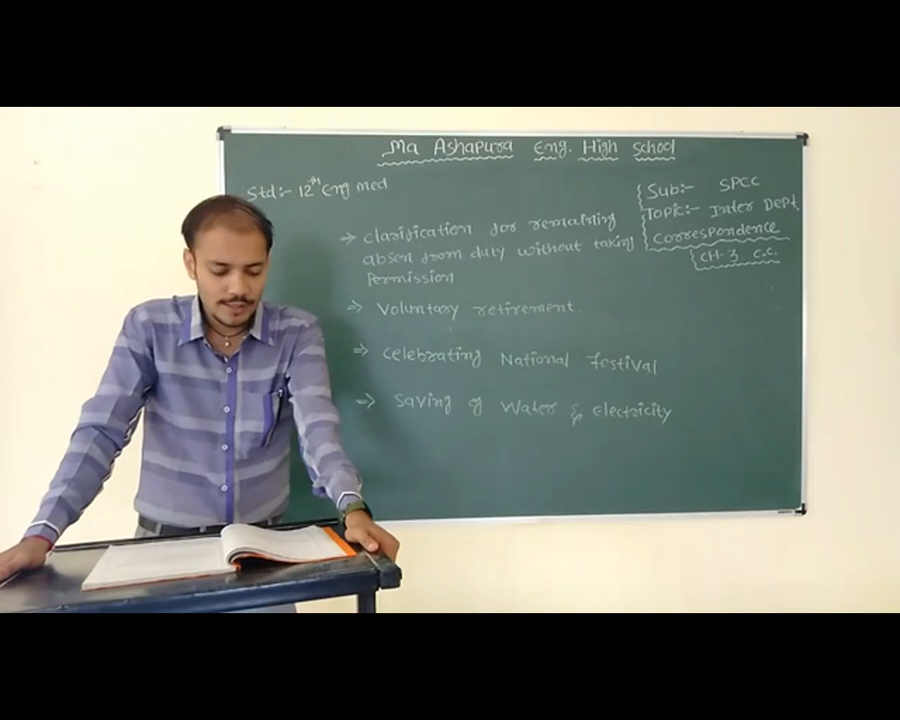 Ma Ashapura Eng. High School
Std:- 12th Eng med
Sub:- SPCC
Topic:- Inter Dept,
Correspondence
CH-3 C.C.
⇒ clarification for remaining
absen from duty without taking
Permission
⇒ Voluntary retirement.
⇒ celebrating National festival
⇒ Saving of Water & electricity